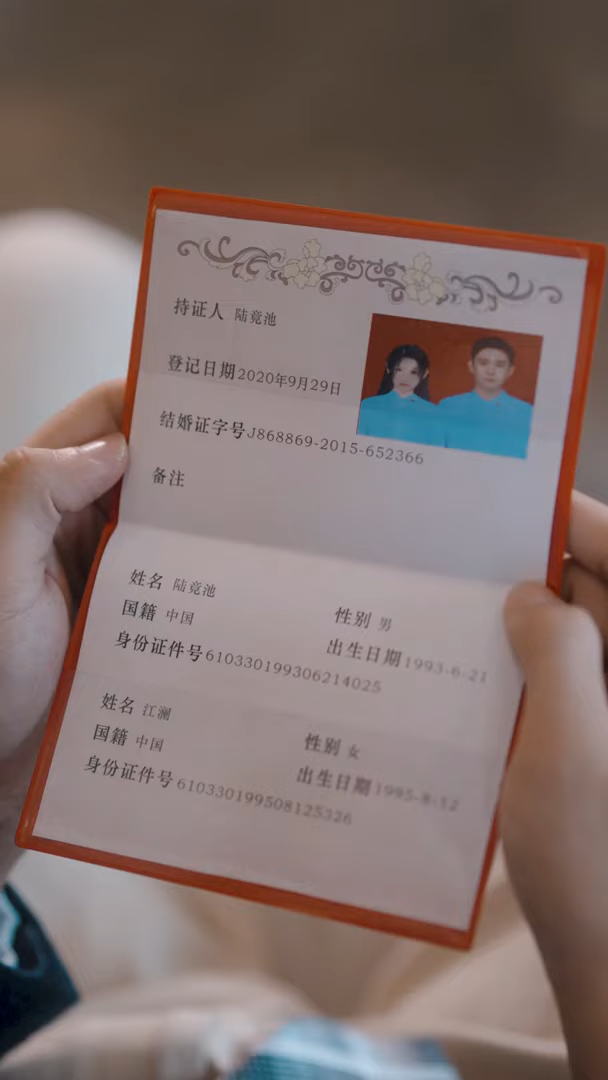 持证人 陆竟池
登记日期2020年9月29日
结婚证字号J868869-2015-652366
备注
姓名 陆竟池
国籍 中国 性别 男
身份证件号610330199306214025 出生日期1993-6-21
姓名 江澜
国籍 中国 性别 女
身份证件号610330199508125326 出生日期1995-8-12